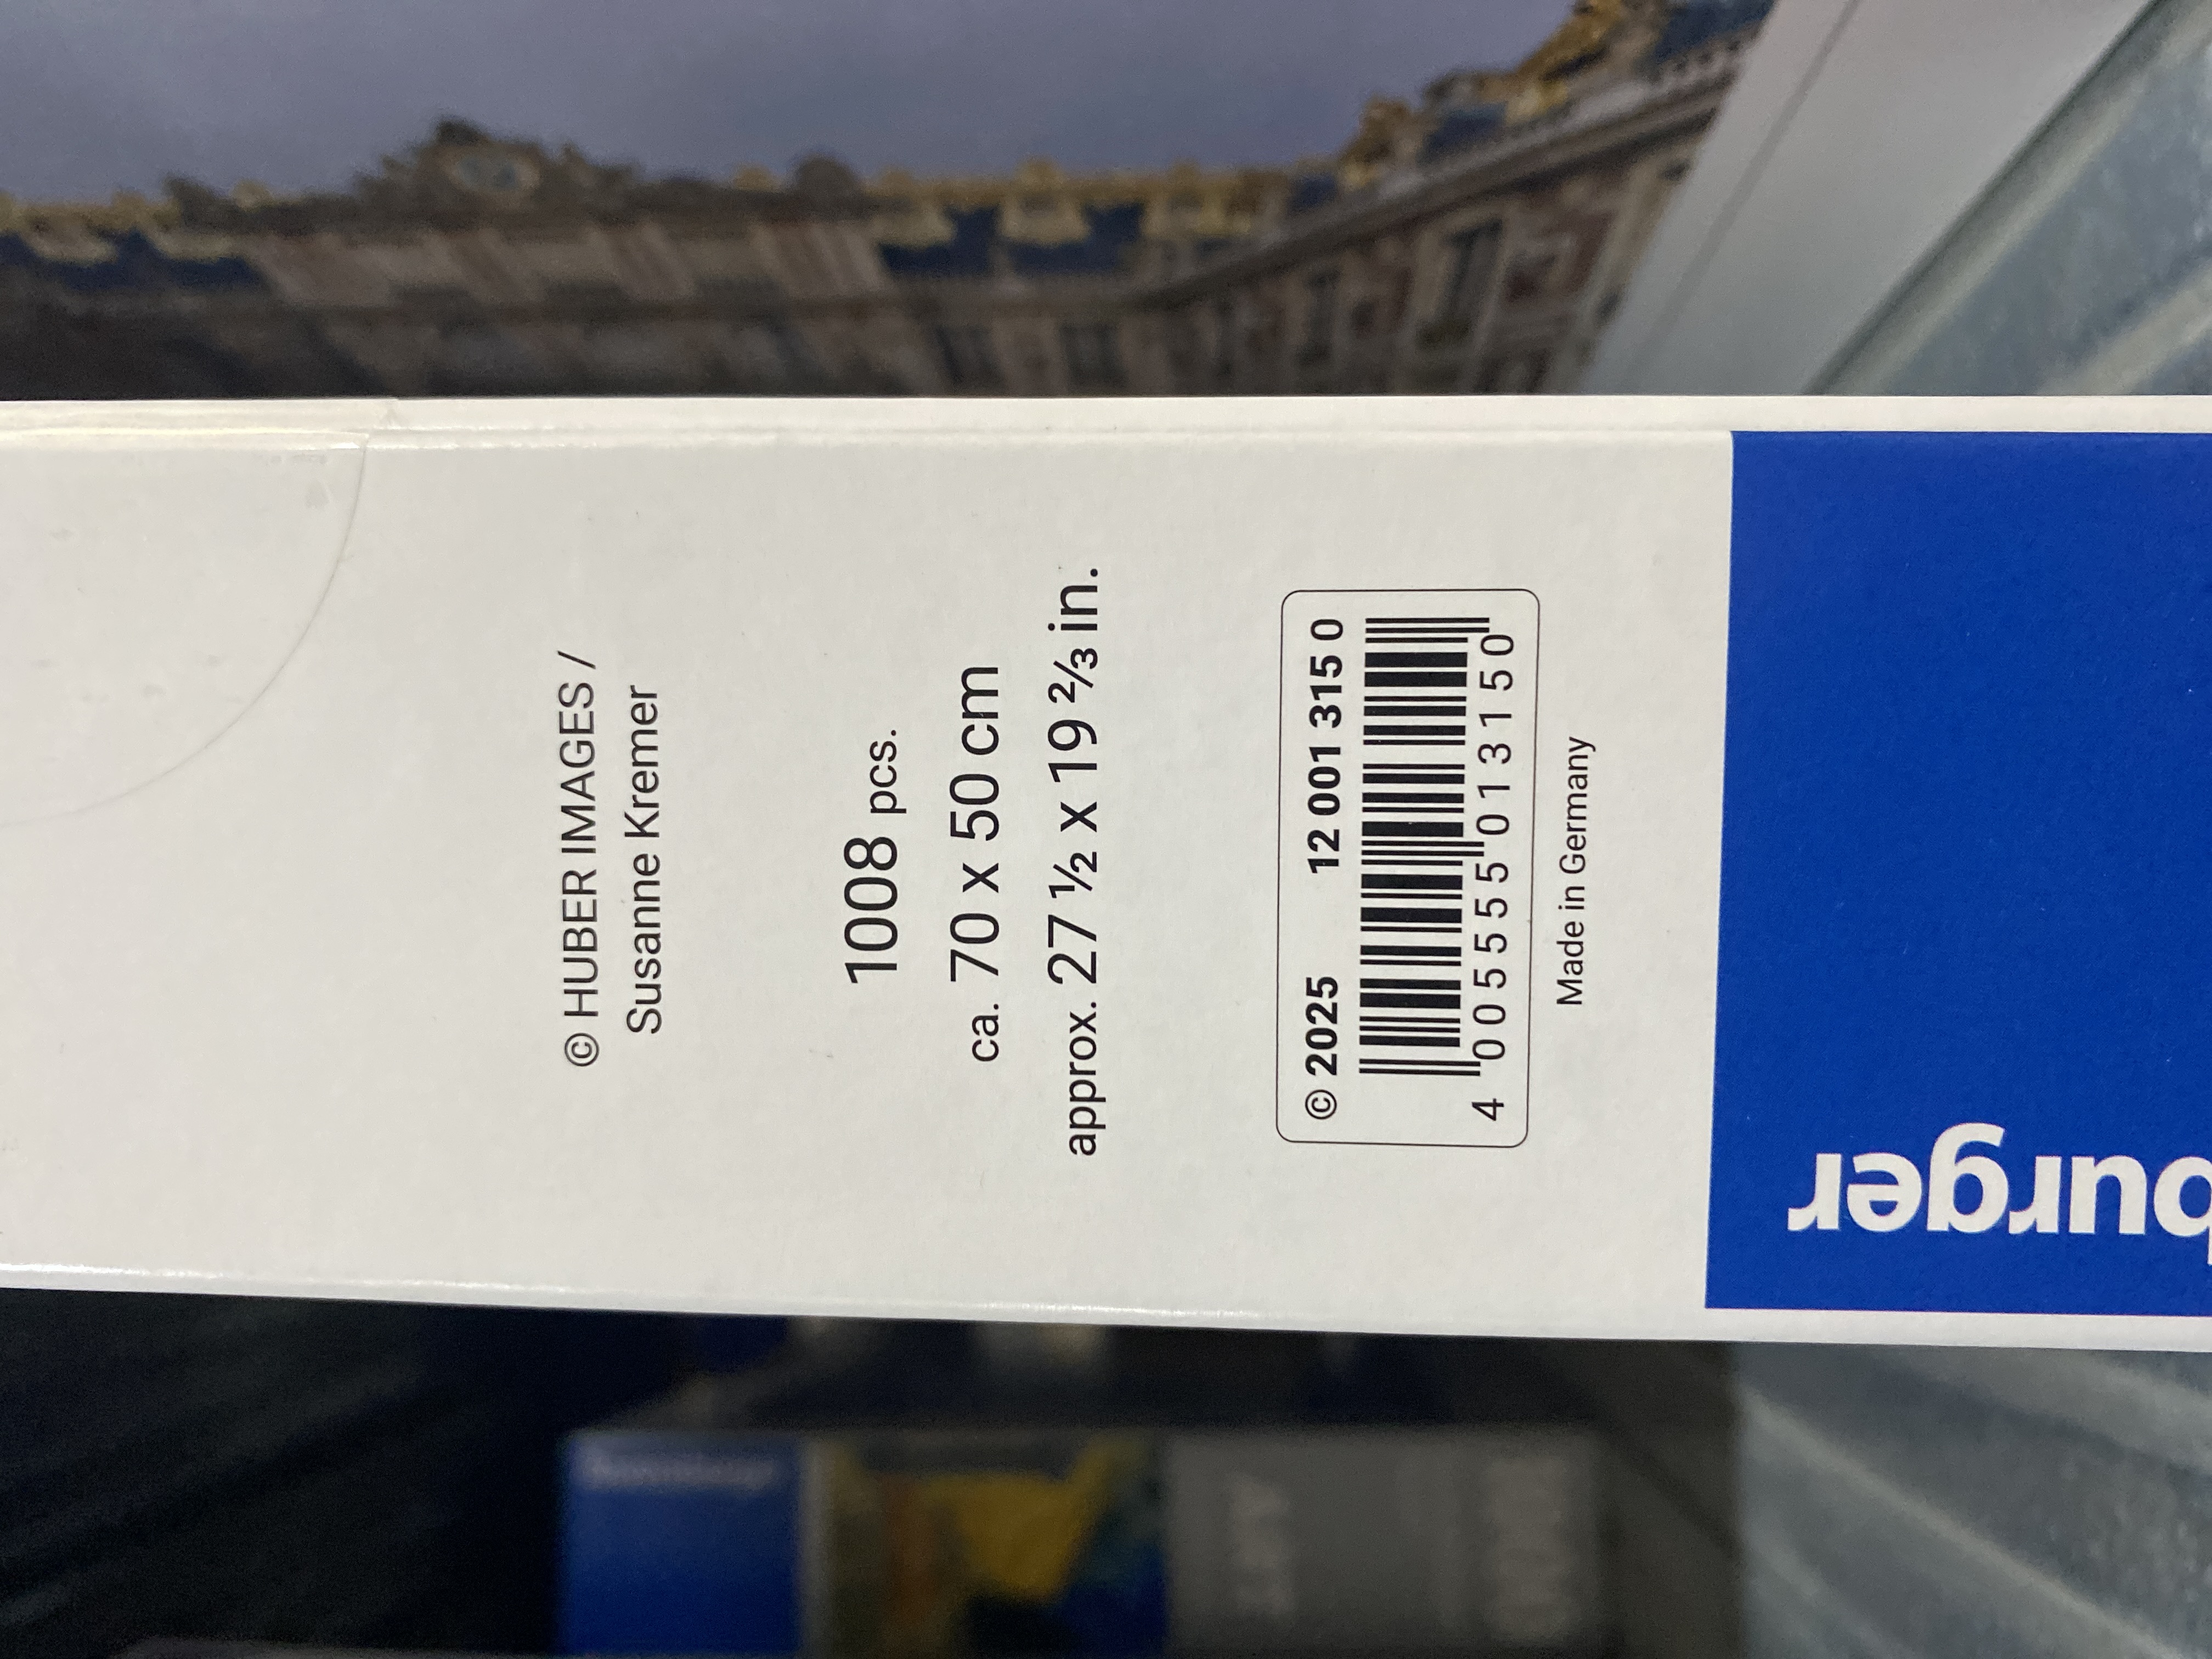 © HUBER IMAGES /
Susanne Kremer
1008 pcs.
ca. 70 x 50 cm
approx. 27 ½ x 19 ⅔ in.
© 2025 12 001 315 0
4 005555 013150
Made in Germany
burger
ART